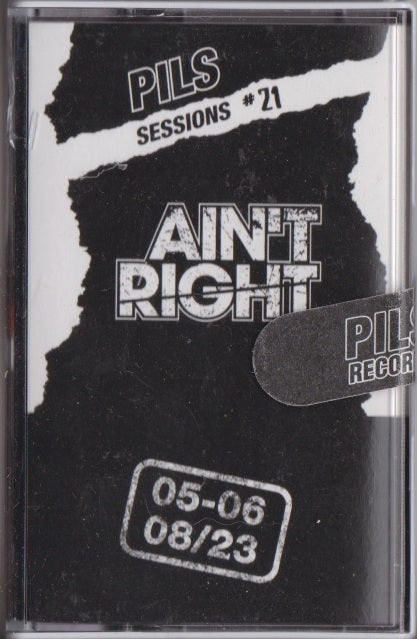 PILS
SESSIONS #21
AIN'T
RIGHT
PILS
RECOR
05-06
08/23